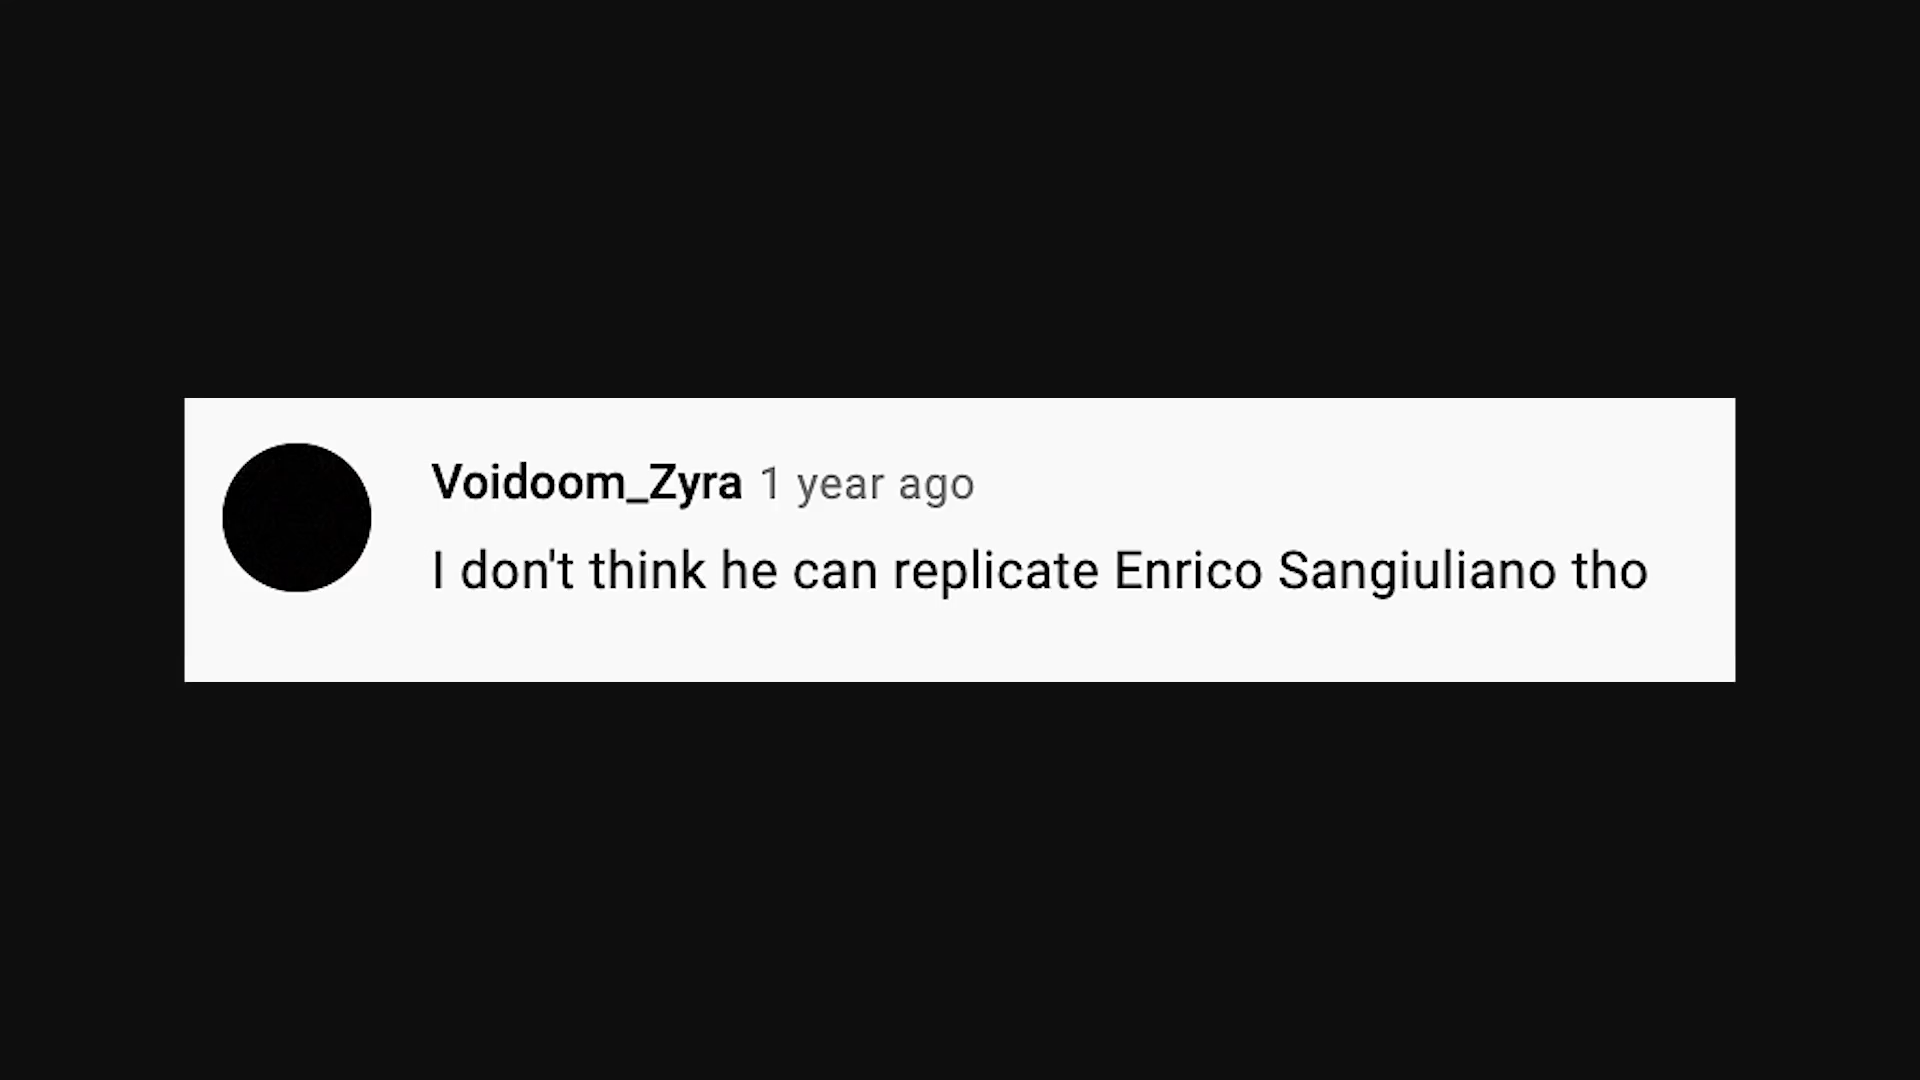 Voidoom_Zyra 1 year ago
I don't think he can replicate Enrico Sangiuliano tho